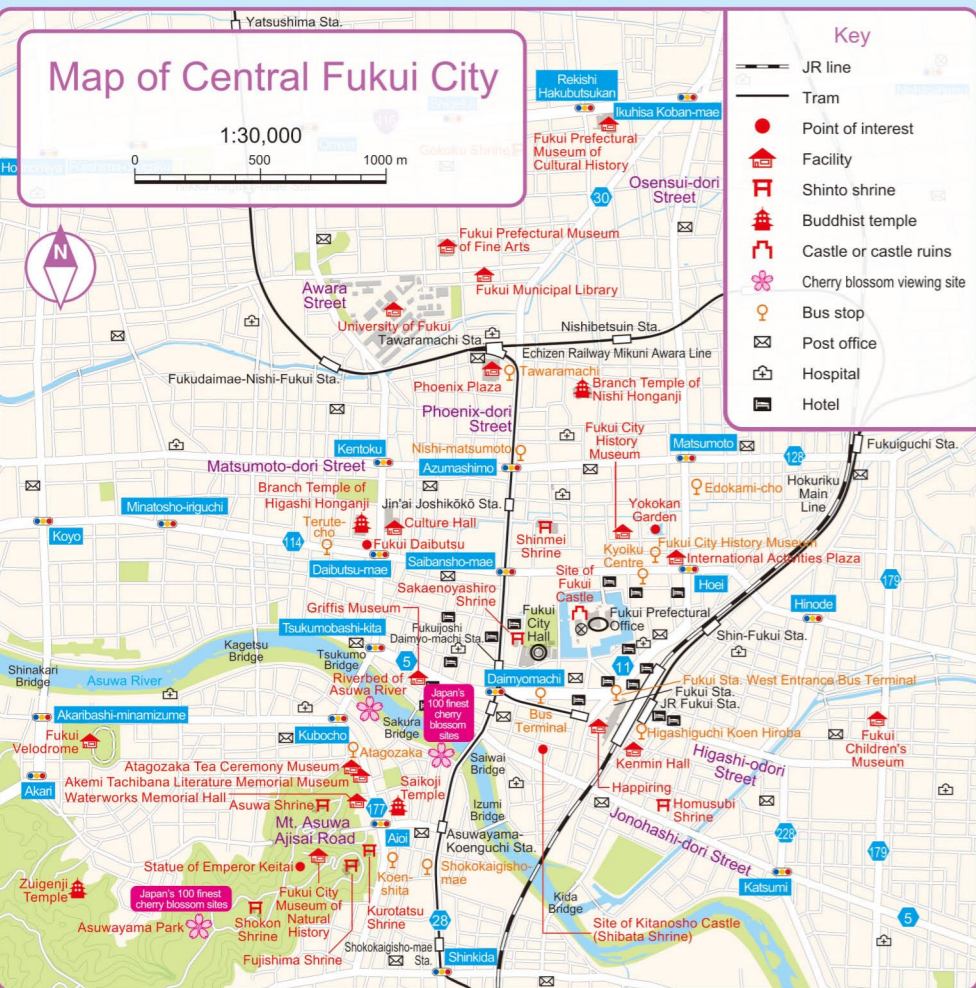 Yatsushima Sta.
Map of Central Fukui City
1:30,000
0
500
1000 m
Key
JR line
Tram
Point of interest
Facility
Shinto shrine
Buddhist temple
Castle or castle ruins
Cherry blossom viewing site
Bus stop
Post office
Hospital
Hotel
N
Rekishi
Hakubutsukan
Ikuhisa Koban-mae
Fukui Prefectural
Museum of
Cultural History
Osensui-dori
Street
30
Fukui Prefectural Museum
of Fine Arts
Fukui Municipal Library
Awara
Street
University of Fukui
Tawaramachi Sta.
Nishibetsuin Sta.
Echizen Railway Mikuni Awara Line
Fukudaimae-Nishi-Fukui Sta.
Phoenix Plaza
Tawaramachi
Branch Temple of
Nishi Honganji
Phoenix-dori
Street
Fukui City
History
Museum
Matsumoto
Fukuiguchi Sta.
128
Kentoku
Nishi-matsumoto
Matsumoto-dori Street
Azumashimo
Hokuriku
Main
Line
Edokami-cho
Branch Temple of
Higashi Honganji
Jin'ai Joshikōkō Sta.
Minatosho-iriguchi
Koyo
Terute-
cho
Culture Hall
Shinmei
Shrine
Yokokan
Garden
114
Fukui Daibutsu
Daibutsu-mae
Saibansho-mae
Kyoiku
Centre
Fukui City History Museum
International Activities Plaza
Hoei
179
Sakaenoyashiro
Shrine
Site of
Fukui
Castle
Griffis Museum
Fukui
City
Hall
Fukui Prefectural
Office
Hinode
Tsukumobashi-kita
Fukuijoshi
Daimyo-machi Sta.
Shin-Fukui Sta.
Kagetsu
Bridge
Tsukumo
Bridge
5
11
Shinakari
Bridge
Asuwa River
Riverbed of
Asuwa River
Daimyomachi
Fukui Sta. West Entrance Bus Terminal
Japan's
100 finest
cherry
blossom
sites
Bus
Terminal
Fukui Sta.
JR Fukui Sta.
Akaribashi-minamizume
Sakura
Bridge
Kubocho
Higashiguchi Koen Hiroba
Fukui
Velodrome
Atagozaka
Saiwai
Bridge
Kenmin Hall
Higashi-odori
Street
Fukui
Children's
Museum
Atagozaka Tea Ceremony Museum
Akemi Tachibana Literature Memorial Museum
Waterworks Memorial Hall
Saikoji
Temple
Happiring
Akari
Asuwa Shrine
177
Izumi
Bridge
Homusubi
Shrine
Mt. Asuwa
Ajisai Road
Aioi
Asuwayama-
Koenguchi Sta.
Jonohashi-dori Street
228
179
Statue of Emperor Keitai
Koen-
shita
Shokokaigisho-
mae
Zuigenji
Temple
Katsumi
Japan's 100 finest
cherry blossom sites
Fukui City
Museum of
Natural
History
Kida
Bridge
Asuwayama Park
Shokon
Shrine
Kurotatsu
Shrine
28
Site of Kitanosho Castle
(Shibata Shrine)
5
Fujishima Shrine
Shokokaigisho-mae
Sta.
Shinkida